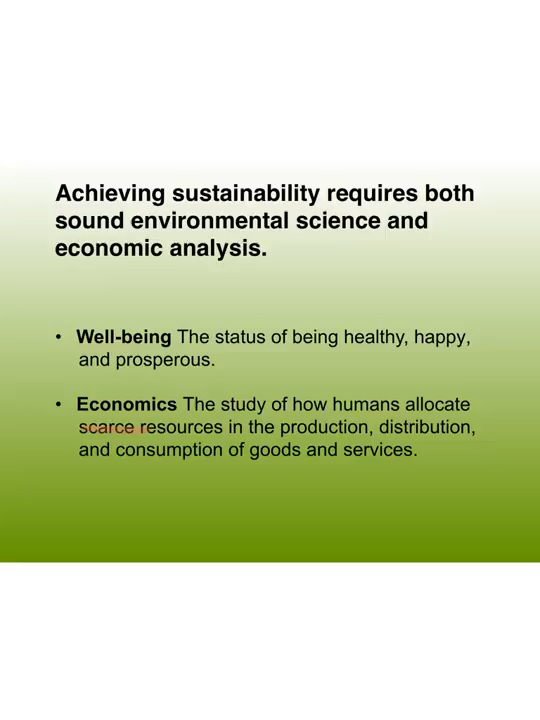 Achieving sustainability requires both
sound environmental science and
economic analysis.
• Well-being The status of being healthy, happy,
and prosperous.
• Economics The study of how humans allocate
scarce resources in the production, distribution,
and consumption of goods and services.